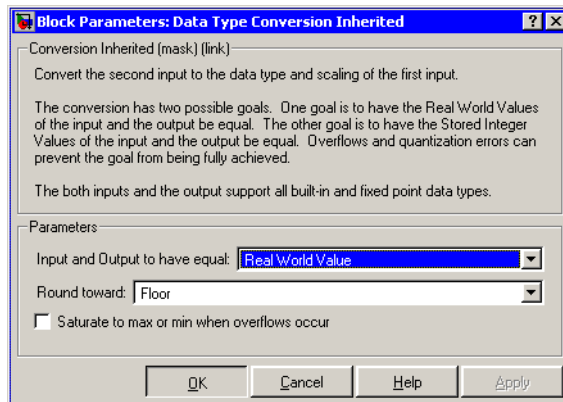 Block Parameters: Data Type Conversion Inherited
Conversion Inherited (mask) (link)
Convert the second input to the data type and scaling of the first input.
The conversion has two possible goals. One goal is to have the Real World Values
of the input and the output be equal. The other goal is to have the Stored Integer
Values of the input and the output be equal. Overflows and quantization errors can
prevent the goal from being fully achieved.
The both inputs and the output support all built-in and fixed point data types.
Parameters
Input and Output to have equal: Real World Value
Round toward: Floor
Saturate to max or min when overflows occur
OK Cancel Help Apply